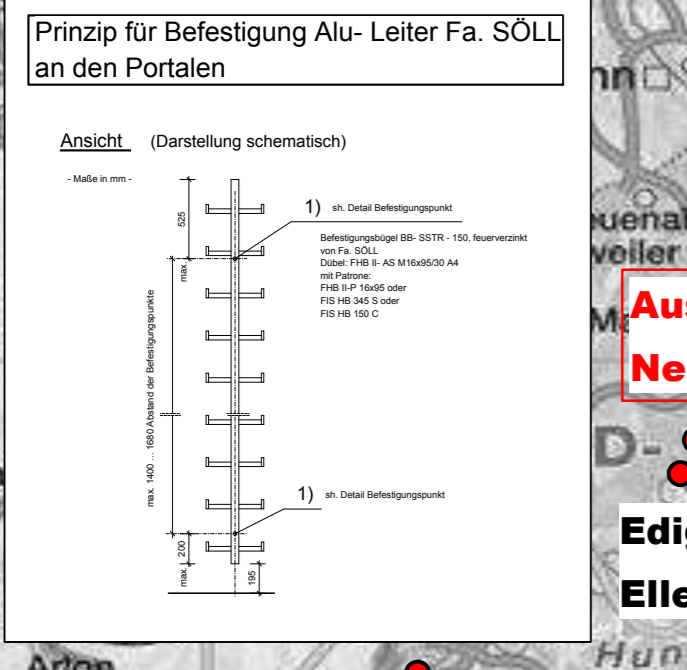 Prinzip für Befestigung Alu- Leiter Fa. SÖLL
an den Portalen
Ansicht (Darstellung schematisch)
- Maße in mm -
525
max.
1) sh. Detail Befestigungspunkt
Befestigungsbügel BB- SSTR - 150, feuerverzinkt
von Fa. SÖLL
Dübel: FHB II- AS M16x95/30 A4
mit Patrone:
FHB II-P 16x95 oder
FIS HB 345 S oder
FIS HB 150 C
max. 1400 ... 1680 Abstand der Befestigungspunkte
1) sh. Detail Befestigungspunkt
max. 200
195
weiler
D-
Hun